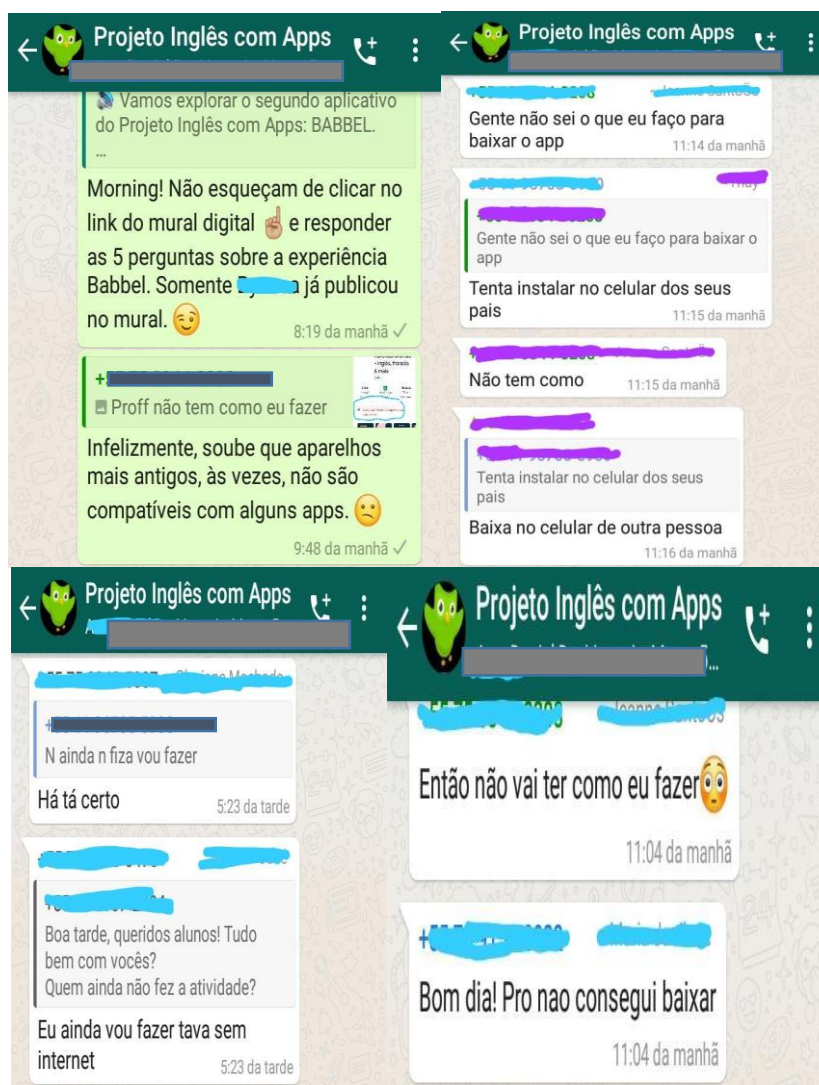 Projeto Inglês com Apps
Vamos explorar o segundo aplicativo
do Projeto Inglês com Apps: BABBEL.
...
Morning! Não esqueçam de clicar no
link do mural digital ☝🏼 e responder
as 5 perguntas sobre a experiência
Babbel. Somente já publicou
no mural. 😉
8:19 da manhã ✓
Proff não tem como eu fazer
Infelizmente, soube que aparelhos
mais antigos, às vezes, não são
compatíveis com alguns apps. 🙁
9:48 da manhã ✓
Projeto Inglês com Apps
Gente não sei o que eu faço para
baixar o app
11:14 da manhã
Gente não sei o que eu faço para baixar o
app
Tenta instalar no celular dos seus
pais
11:15 da manhã
Não tem como
11:15 da manhã
Tenta instalar no celular dos seus
pais
Baixa no celular de outra pessoa
11:16 da manhã
Projeto Inglês com Apps
N ainda n fiza vou fazer
Há tá certo
5:23 da tarde
Boa tarde, queridos alunos! Tudo
bem com vocês?
Quem ainda não fez a atividade?
Eu ainda vou fazer tava sem
internet
5:23 da tarde
Projeto Inglês com Apps
Então não vai ter como eu fazer😳
11:04 da manhã
Bom dia! Pro nao consegui baixar
11:04 da manhã